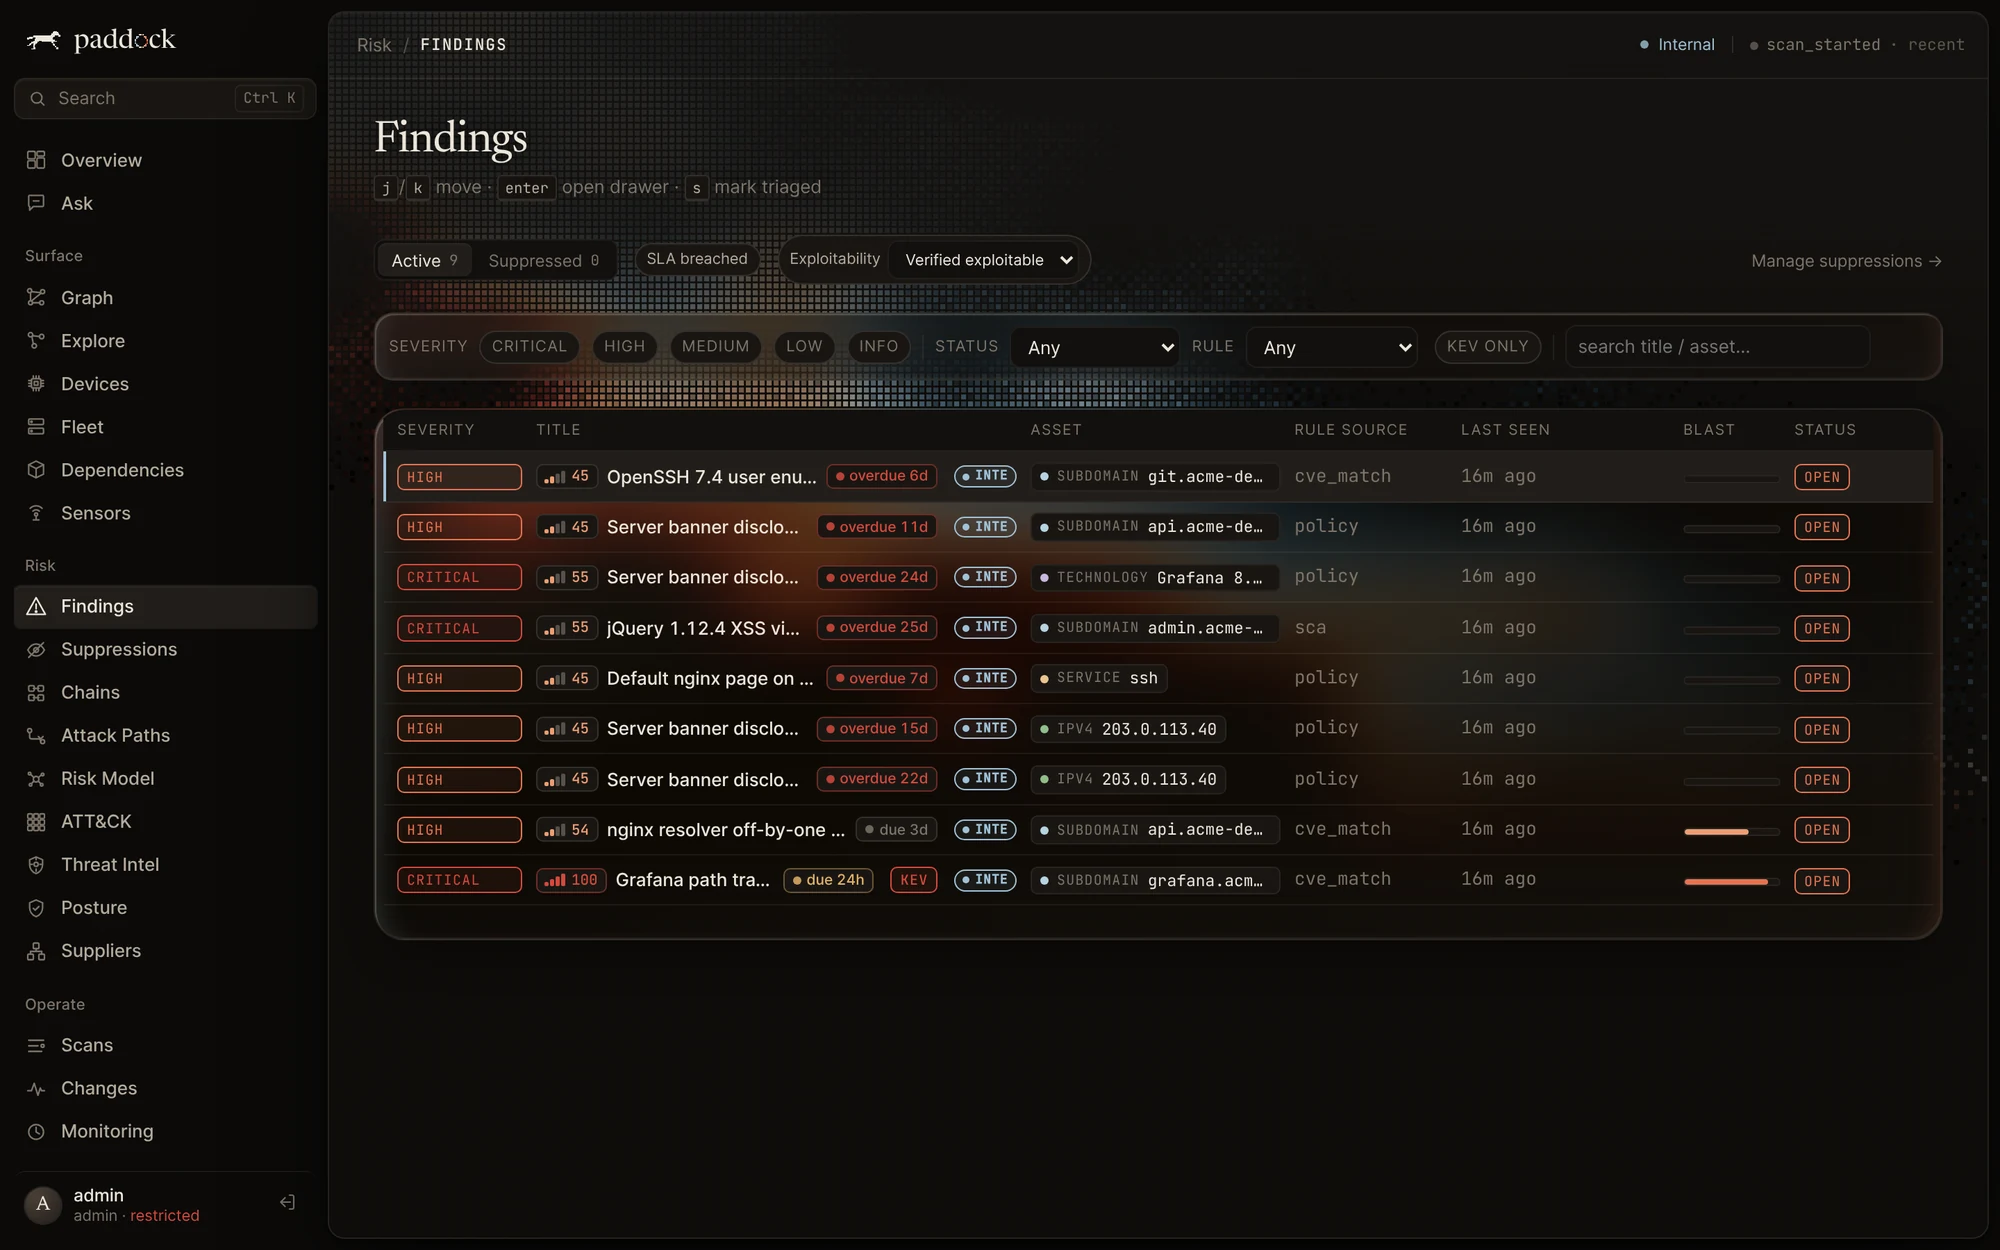 paddock
Search Ctrl K
Overview
Ask
Surface
Graph
Explore
Devices
Fleet
Dependencies
Sensors
Risk
Findings
Suppressions
Chains
Attack Paths
Risk Model
ATT&CK
Threat Intel
Posture
Suppliers
Operate
Scans
Changes
Monitoring
A admin
admin · restricted
Risk / FINDINGS
Internal scan_started · recent
Findings
j / k move · enter open drawer · s mark triaged
Active 9 Suppressed 0 SLA breached Exploitability Verified exploitable Manage suppressions →
SEVERITY CRITICAL HIGH MEDIUM LOW INFO STATUS Any RULE Any KEV ONLY search title / asset...
SEVERITY TITLE ASSET RULE SOURCE LAST SEEN BLAST STATUS
HIGH 45 OpenSSH 7.4 user enu... overdue 6d INTE SUBDOMAIN git.acme-de... cve_match 16m ago OPEN
HIGH 45 Server banner disclo... overdue 11d INTE SUBDOMAIN api.acme-de... policy 16m ago OPEN
CRITICAL 55 Server banner disclo... overdue 24d INTE TECHNOLOGY Grafana 8.... policy 16m ago OPEN
CRITICAL 55 jQuery 1.12.4 XSS vi... overdue 25d INTE SUBDOMAIN admin.acme-... sca 16m ago OPEN
HIGH 45 Default nginx page on ... overdue 7d INTE SERVICE ssh policy 16m ago OPEN
HIGH 45 Server banner disclo... overdue 15d INTE IPV4 203.0.113.40 policy 16m ago OPEN
HIGH 45 Server banner disclo... overdue 22d INTE IPV4 203.0.113.40 policy 16m ago OPEN
HIGH 54 nginx resolver off-by-one ... due 3d INTE SUBDOMAIN api.acme-de... cve_match 16m ago OPEN
CRITICAL 100 Grafana path tra... due 24h KEV INTE SUBDOMAIN grafana.acm... cve_match 16m ago OPEN